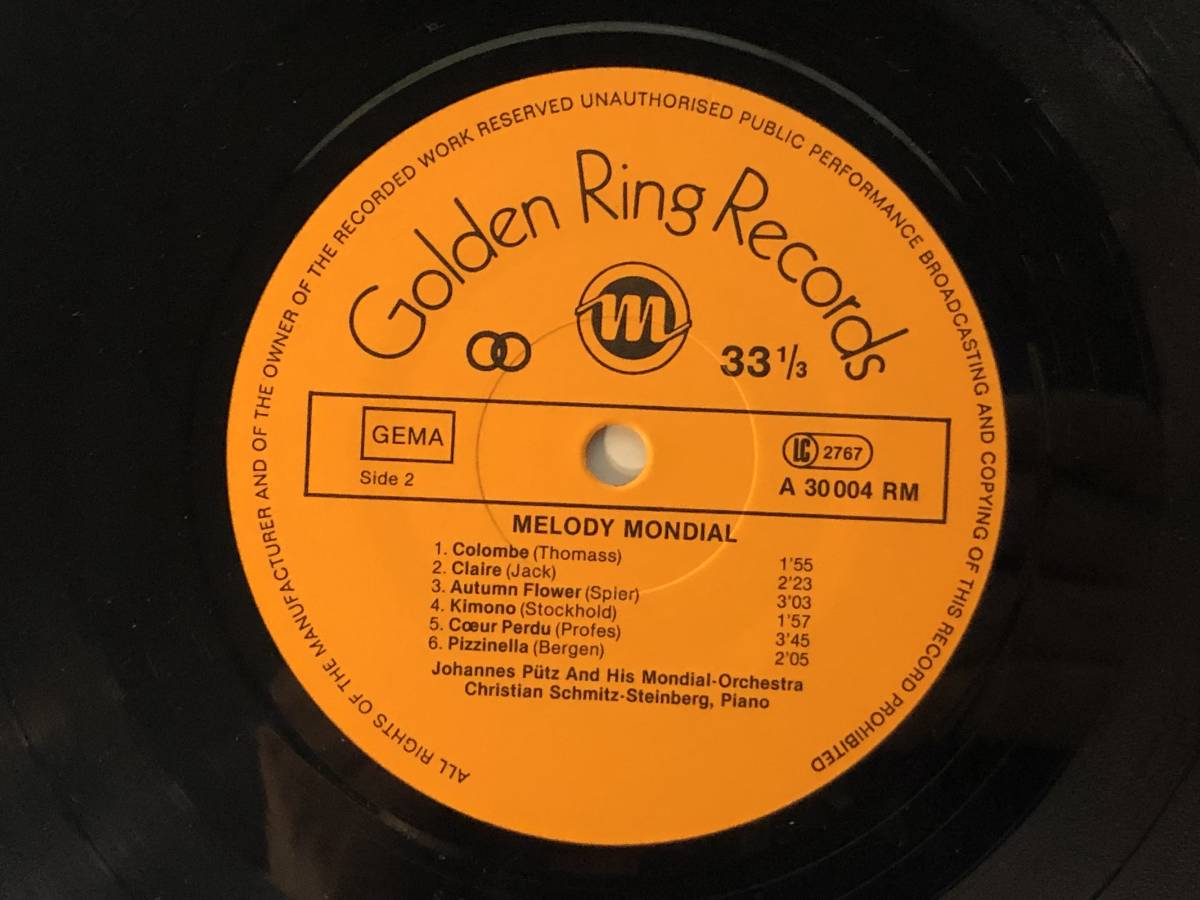 ALL RIGHTS OF THE MANUFACTURER AND OF THE OWNER OF THE RECORDED WORK RESERVED UNAUTHORISED PUBLIC PERFORMANCE BROADCASTING AND COPYING OF THIS RECORD PROHIBITED
Golden Ring Records
m
33 1/3
GEMA
LC 2767
Side 2
A 30 004 RM
MELODY MONDIAL
1. Colombe (Thomass) 1'55
2. Claire (Jack) 2'23
3. Autumn Flower (Spier) 3'03
4. Kimono (Stockhold) 1'57
5. Cœur Perdu (Profes) 3'45
6. Pizzinella (Bergen) 2'05
Johannes Pütz And His Mondial-Orchestra
Christian Schmitz-Steinberg, Piano